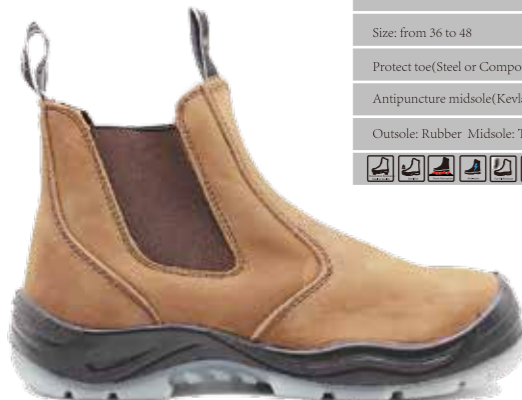 Size: from 36 to 48
Protect toe(Steel or Compo
Antipuncture midsole(Kevl
Outsole: Rubber Midsole: T